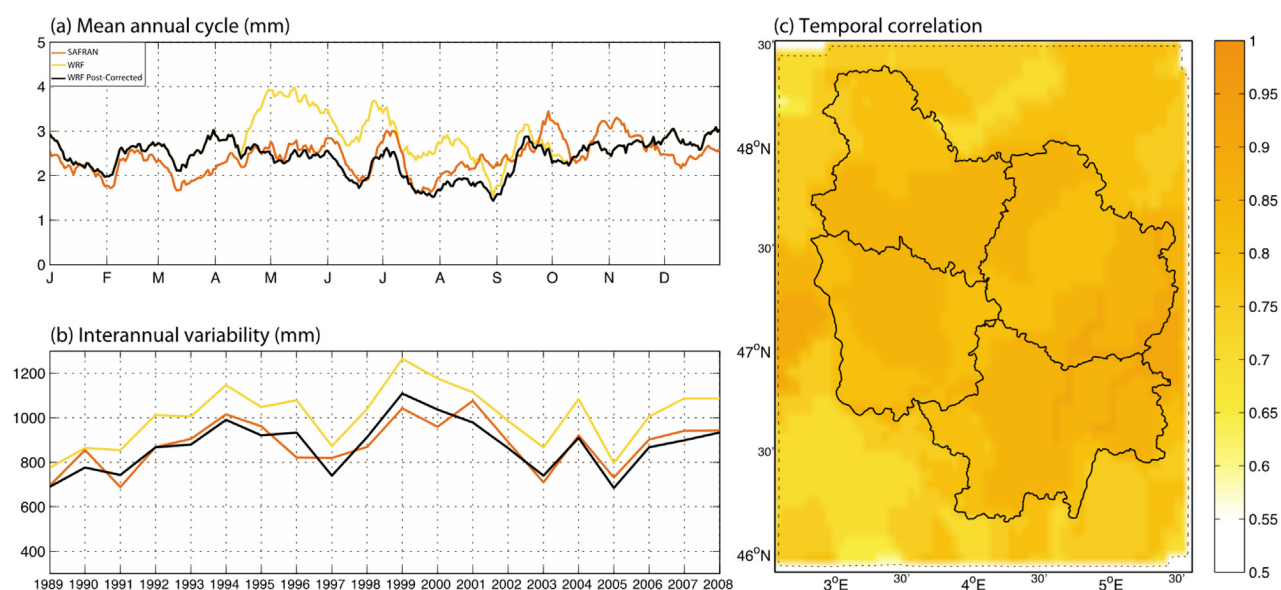 (a) Mean annual cycle (mm)
5
4
3
2
1
0
SAFRAN
WRF
WRF Post-Corrected
J F M A M J J A S O N D
(b) Interannual variability (mm)
1200
1000
800
600
400
1989 1990 1991 1992 1993 1994 1995 1996 1997 1998 1999 2000 2001 2002 2003 2004 2005 2006 2007 2008
(c) Temporal correlation
30'
48°N
30'
47°N
30'
46°N
3°E 30' 4°E 30' 5°E 30'
1
0.95
0.9
0.85
0.8
0.75
0.7
0.65
0.6
0.55
0.5